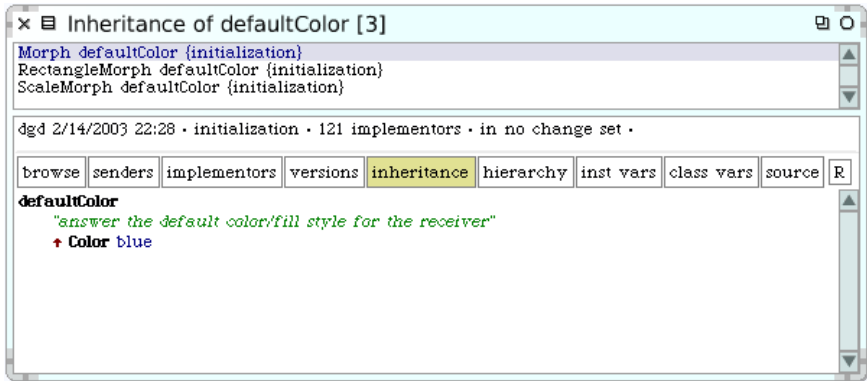 Inheritance of defaultColor [3]
Morph defaultColor {initialization}
RectangleMorph defaultColor {initialization}
ScaleMorph defaultColor {initialization}
dgd 2/14/2003 22:28 · initialization · 121 implementors · in no change set ·
browse senders implementors versions inheritance hierarchy inst vars class vars source R
defaultColor
"answer the default color/fill style for the receiver"
↑ Color blue